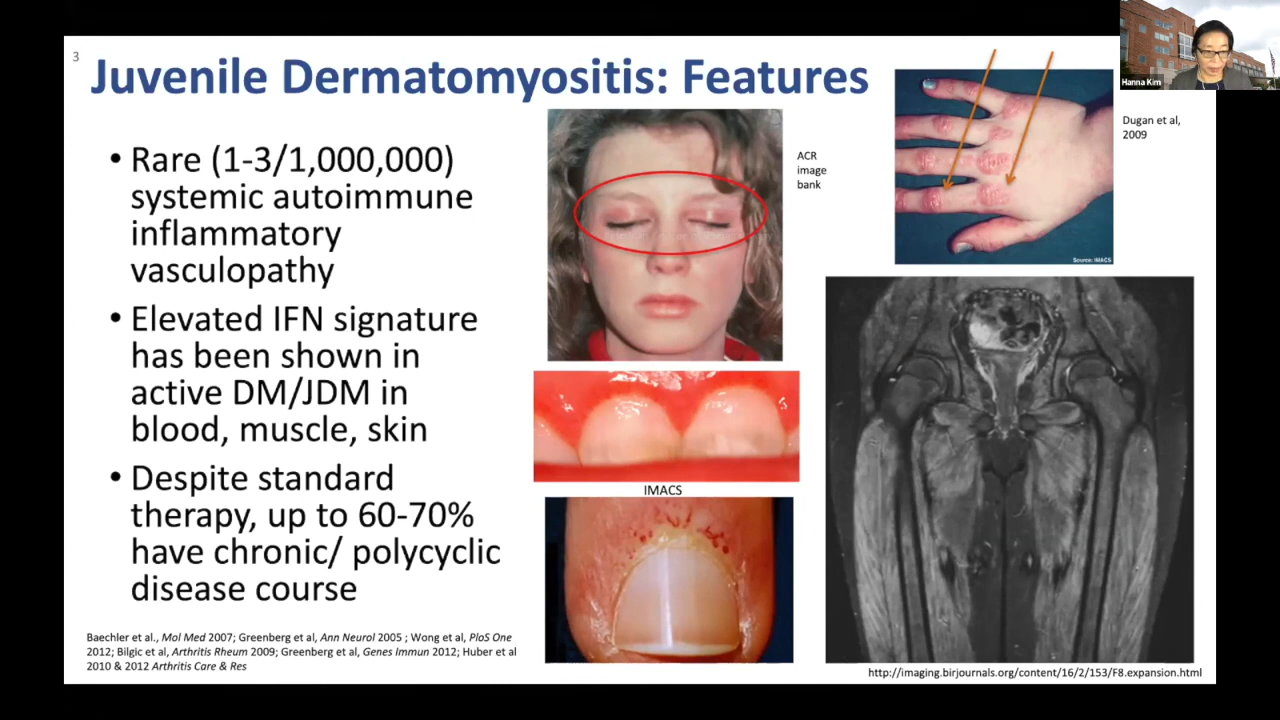 3
Juvenile Dermatomyositis: Features
• Rare (1-3/1,000,000)
systemic autoimmune
inflammatory
vasculopathy
• Elevated IFN signature
has been shown in
active DM/JDM in
blood, muscle, skin
• Despite standard
therapy, up to 60-70%
have chronic/ polycyclic
disease course
Baechler et al., Mol Med 2007; Greenberg et al, Ann Neurol 2005 ; Wong et al, PloS One
2012; Bilgic et al, Arthritis Rheum 2009; Greenberg et al, Genes Immun 2012; Huber et al
2010 & 2012 Arthritis Care & Res
ACR
image
bank
IMACS
Source: IMACS
Dugan et al,
2009
http://imaging.birjournals.org/content/16/2/153/F8.expansion.html
Hanna Kim